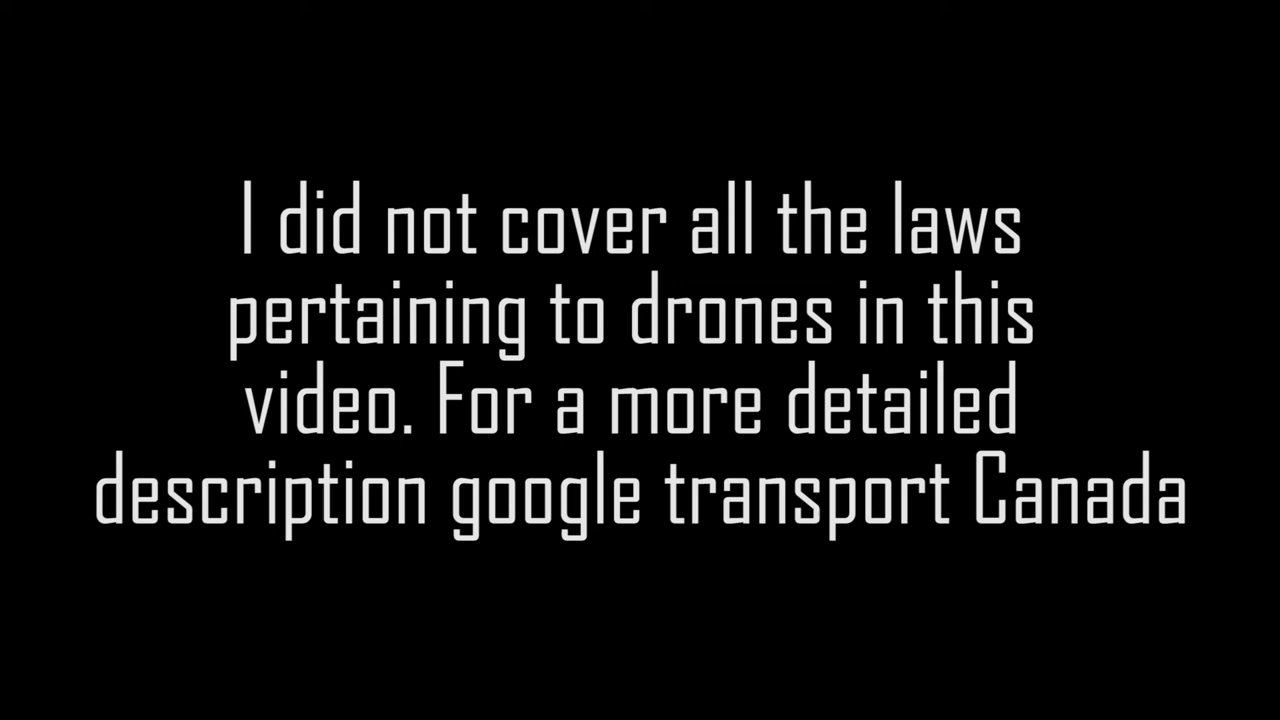 I did not cover all the laws
pertaining to drones in this
video. For a more detailed
description google transport Canada